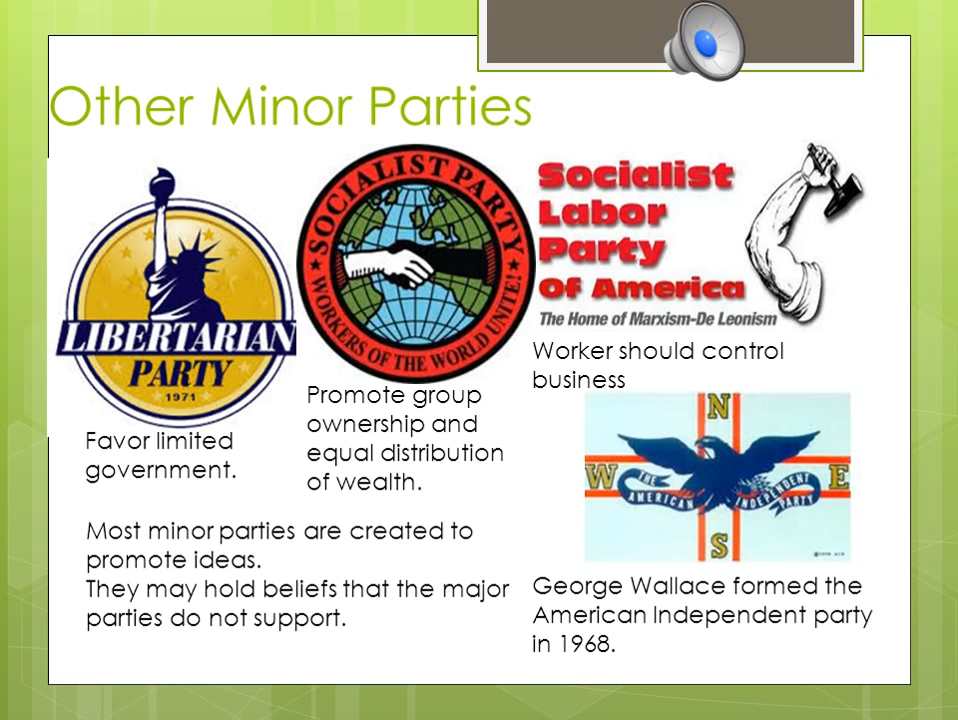 Other Minor Parties
LIBERTARIAN
PARTY
1971
Favor limited
government.
SOCIALIST PARTY
WORKERS OF THE WORLD UNITE!
Promote group
ownership and
equal distribution
of wealth.
Socialist
Labor
Party
Of America
The Home of Marxism-De Leonism
Worker should control
business
N
W
E
THE AMERICAN INDEPENDENT PARTY
S
George Wallace formed the
American Independent party
in 1968.
Most minor parties are created to
promote ideas.
They may hold beliefs that the major
parties do not support.